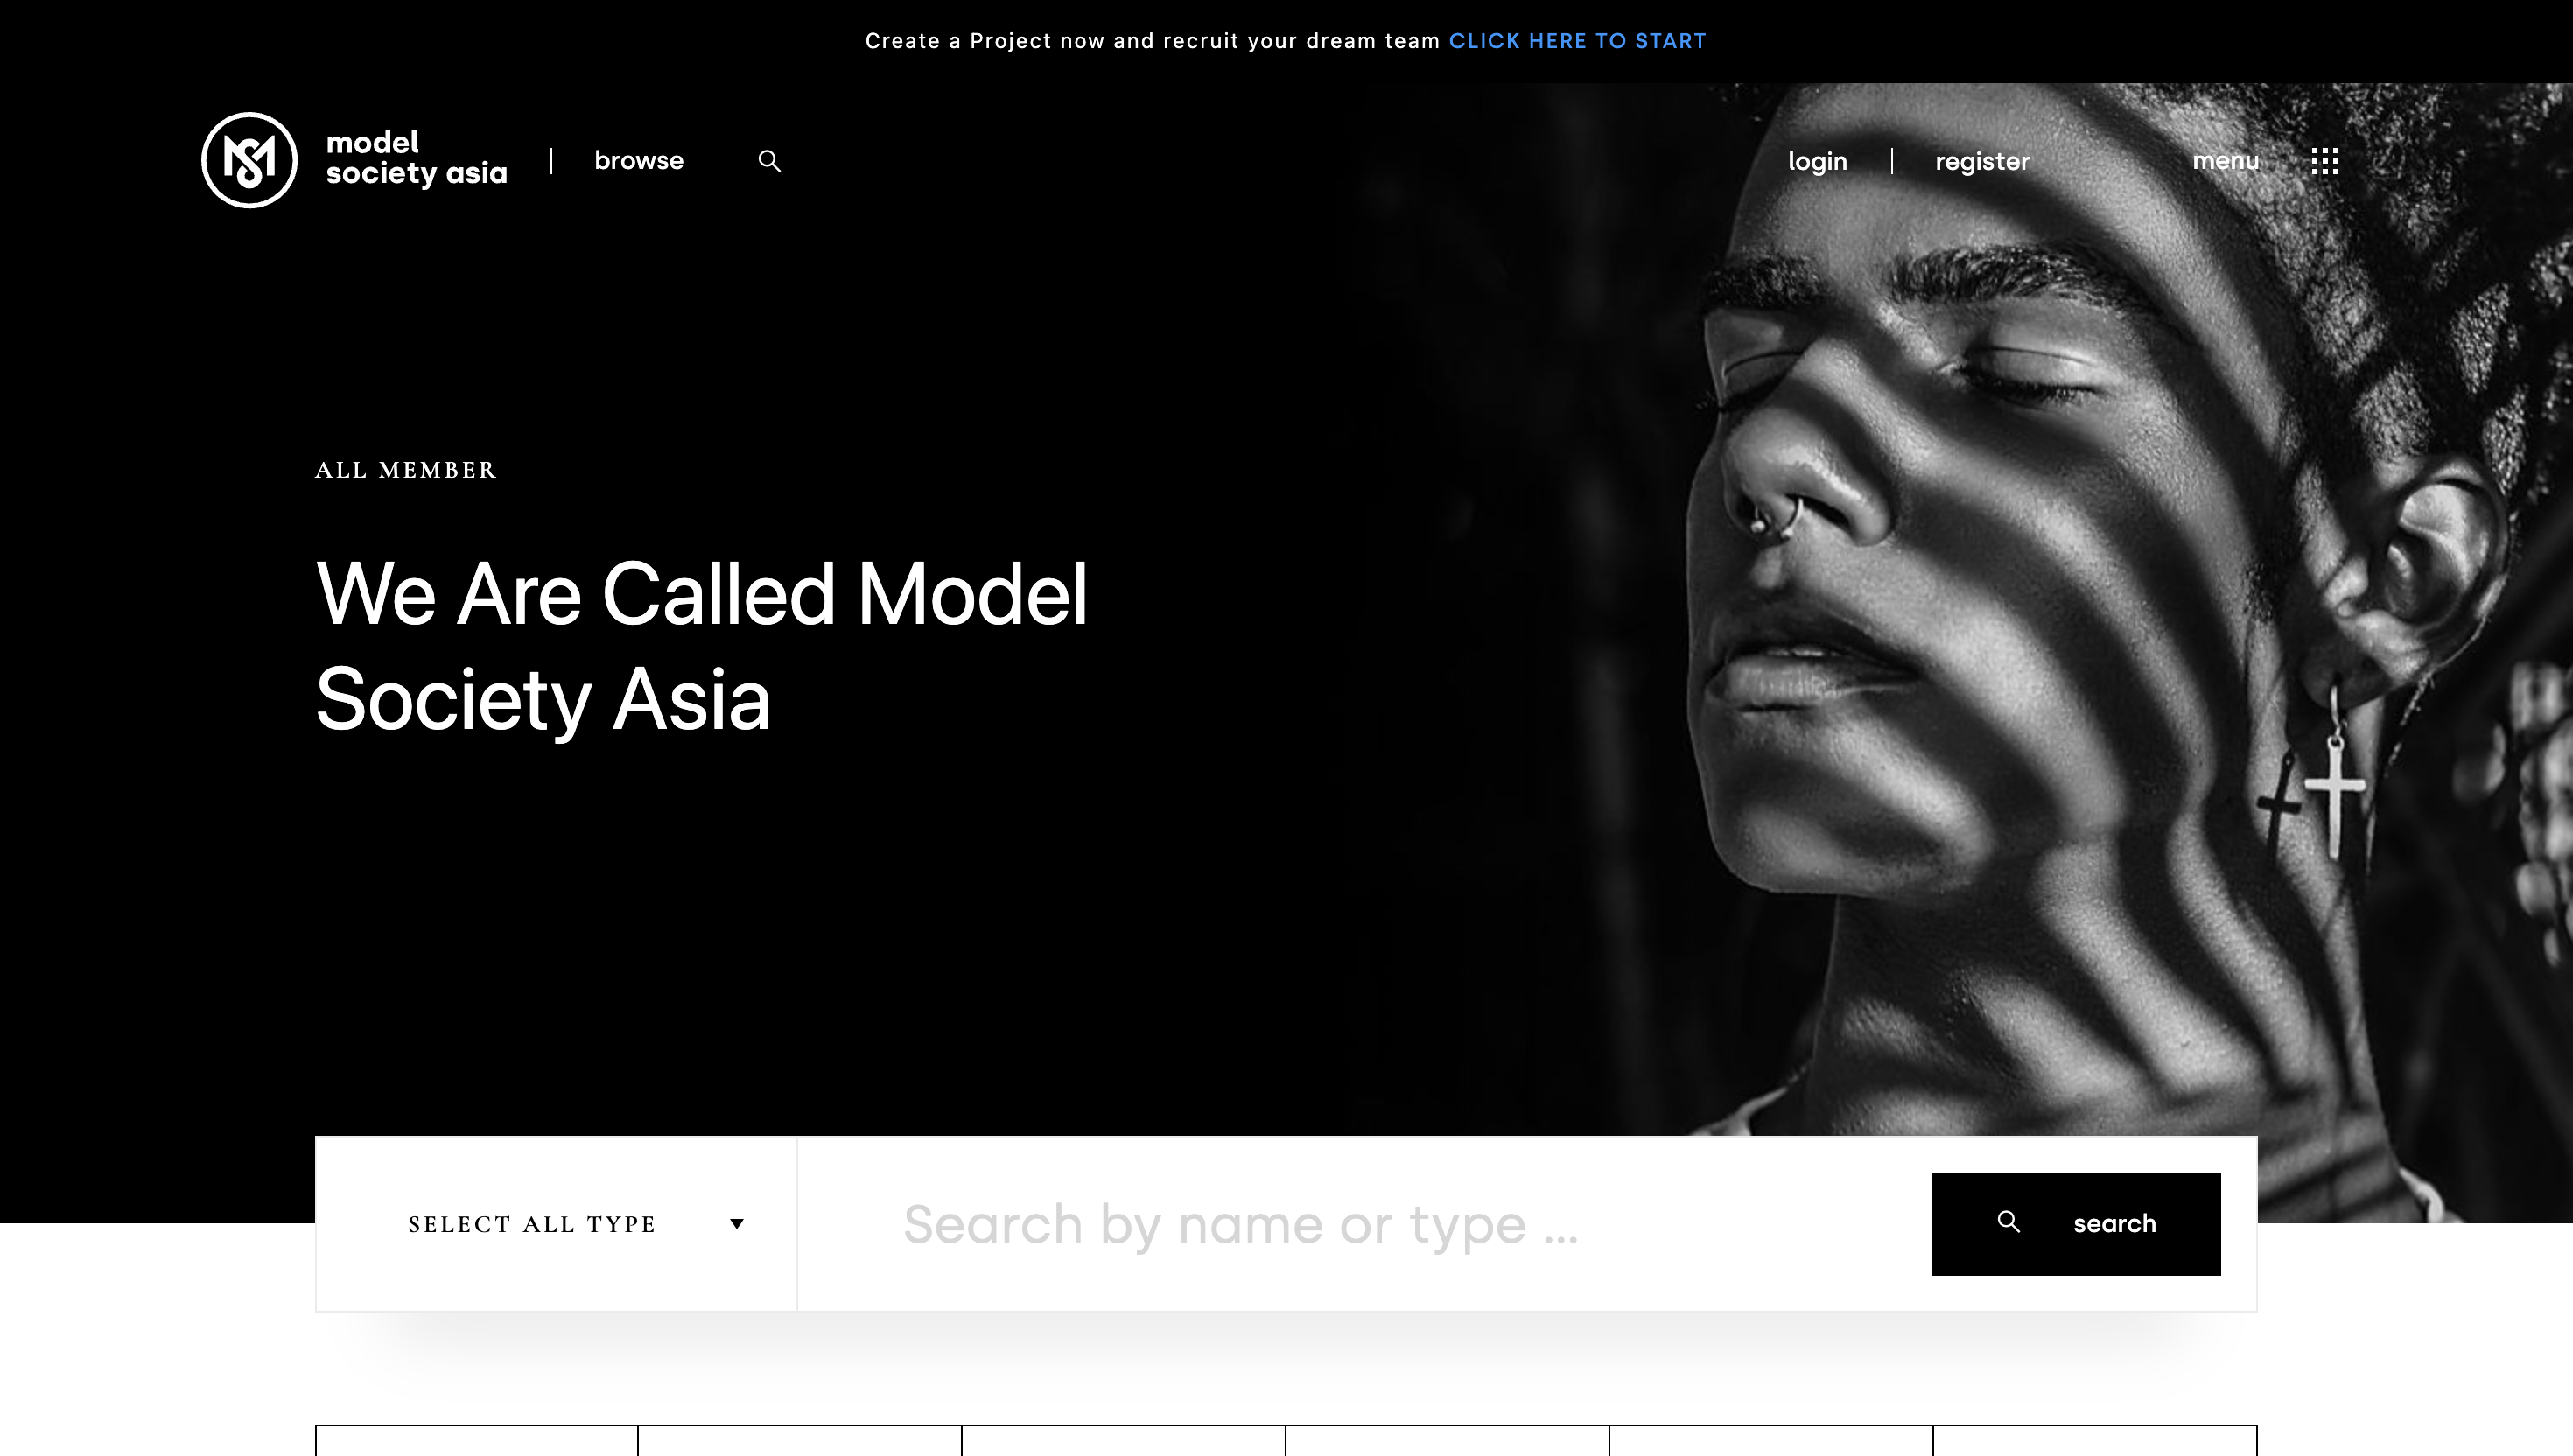 Create a Project now and recruit your dream team CLICK HERE TO START
model
society asia
browse
login
register
menu
ALL MEMBER
We Are Called Model
Society Asia
SELECT ALL TYPE
Search by name or type ...
search